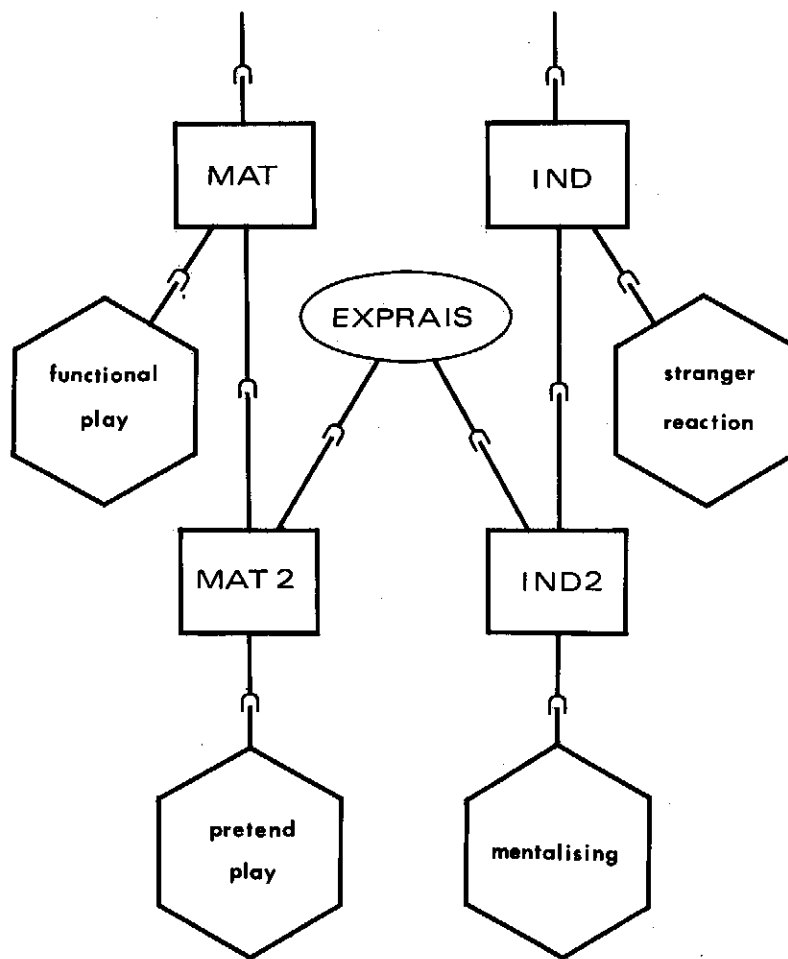 MAT
IND
EXPRAIS
functional
play
stranger
reaction
MAT 2
IND2
pretend
play
mentalising